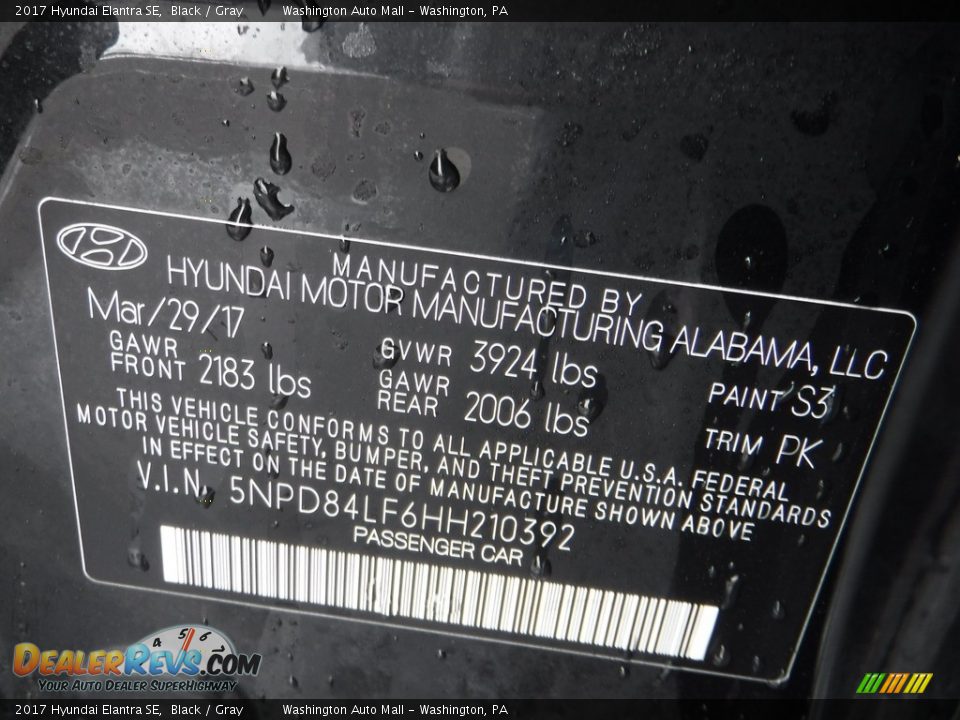 2017 Hyundai Elantra SE, Black / Gray Washington Auto Mall - Washington, PA
MANUFACTURED BY
HYUNDAI MOTOR MANUFACTURING ALABAMA, LLC
Mar/29/17
GAWR FRONT 2183 lbs
GVWR 3924 lbs
GAWR REAR 2006 lbs
PAINT S3
TRIM PK
THIS VEHICLE CONFORMS TO ALL APPLICABLE U.S.A. FEDERAL
MOTOR VEHICLE SAFETY, BUMPER, AND THEFT PREVENTION STANDARDS
IN EFFECT ON THE DATE OF MANUFACTURE SHOWN ABOVE
V.I.N. 5NPD84LF6HH210392
PASSENGER CAR
4 5 6
DEALERREVS.COM
YOUR AUTO DEALER SUPERHIGHWAY
2017 Hyundai Elantra SE, Black / Gray Washington Auto Mall - Washington, PA